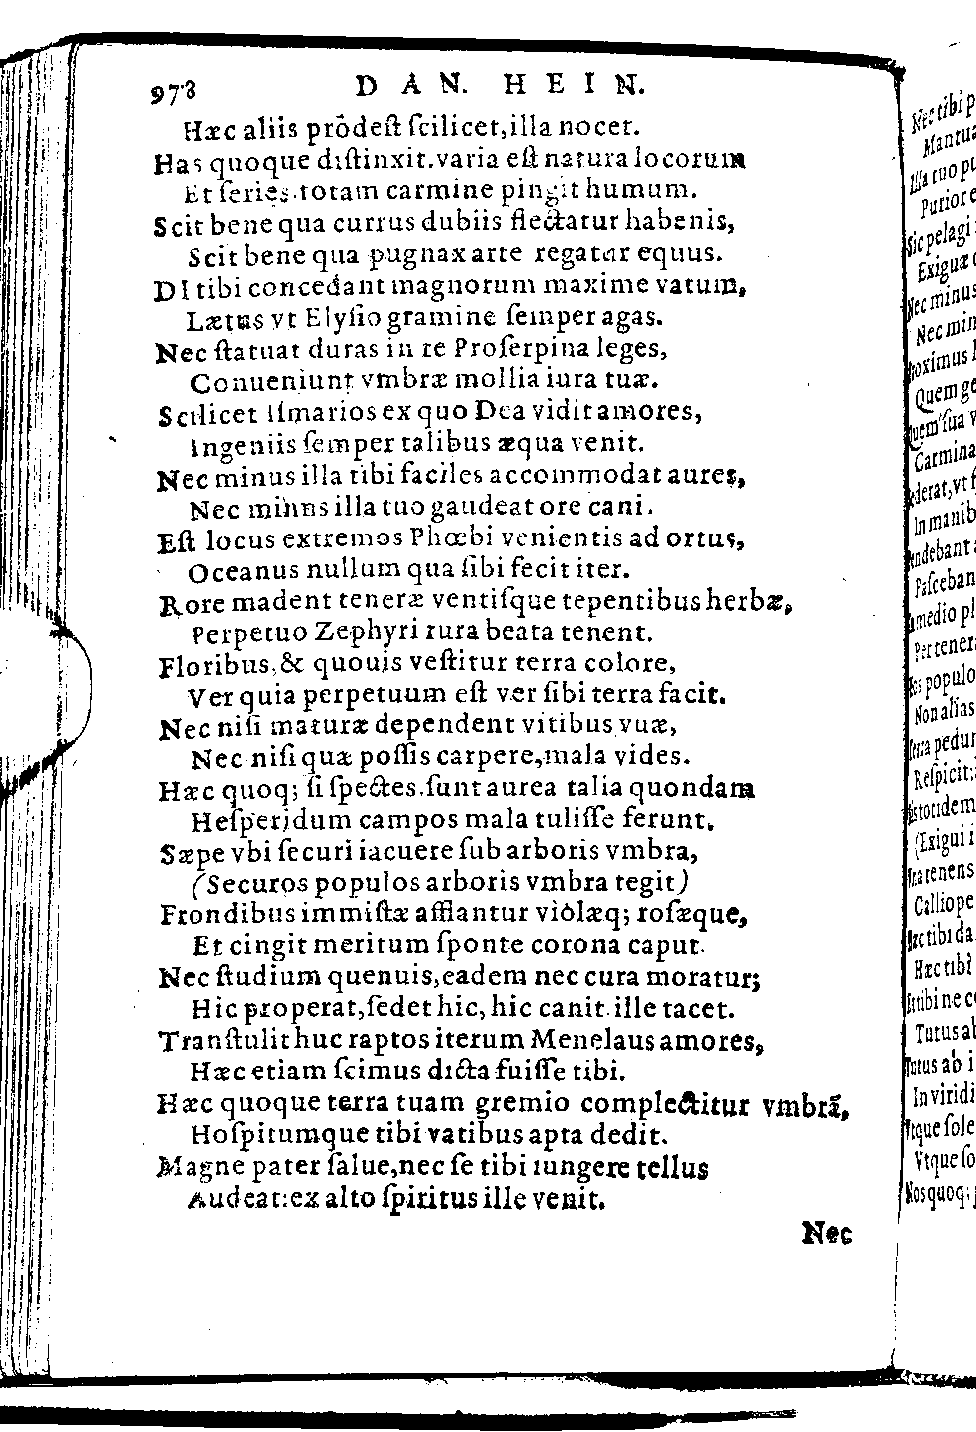 978 DAN. HEIN.
Hæc aliis pródeſt ſcilicet, illa nocet.
Has quoque diſtinxit. varia eſt natura locorum
Et ſeries. totam carmine pingit humum.
Scit bene qua currus dubiis flectatur habenis,
Scit bene qua pugnax arte regatur equus.
DI tibi concedant magnorum maxime vatum,
Lætus vt Elyſio gramine ſemper agas.
Nec ſtatuat duras in te Proſerpina leges,
Conueniunt vmbræ mollia iura tuæ.
Scilicet Iſmarios ex quo Dea vidit amores,
Ingeniis ſemper talibus æqua venit.
Nec minus illa tibi faciles accommodat aures,
Nec minns illa tuo gaudeat ore cani.
Eſt locus extremos Phœbi venientis ad ortus,
Oceanus nullum qua ſibi fecit iter.
Rore madent teneræ ventiſque tepentibus herbæ,
Perpetuo Zephyri rura beata tenent.
Floribus, & quouis veſtitur terra colore,
Ver quia perpetuum eſt ver ſibi terra facit.
Nec niſi maturæ dependent vitibus vuæ,
Nec niſi quæ poſſis carpere, mala vides.
Hæc quoq; ſi ſpectes. ſunt aurea talia quondam
Heſperidum campos mala tuliſſe ferunt.
Sæpe vbi ſecuri iacuere ſub arboris vmbra,
(Securos populos arboris vmbra tegit)
Frondibus immiſtæ afflantur violæq; roſæque,
Et cingit meritum ſponte corona caput.
Nec ſtudium quenuis, eadem nec cura moratur;
Hic properat, ſedet hic, hic canit. ille tacet.
Tranſtulit huc raptos iterum Menelaus amores,
Hæc etiam ſcimus dicta fuiſſe tibi.
Hæc quoque terra tuam gremio complectitur vmbrã,
Hoſpitumque tibi vatibus apta dedit.
Magne pater ſalue, nec ſe tibi iungere tellus
Audeat: ex alto ſpiritus ille venit.
Nec